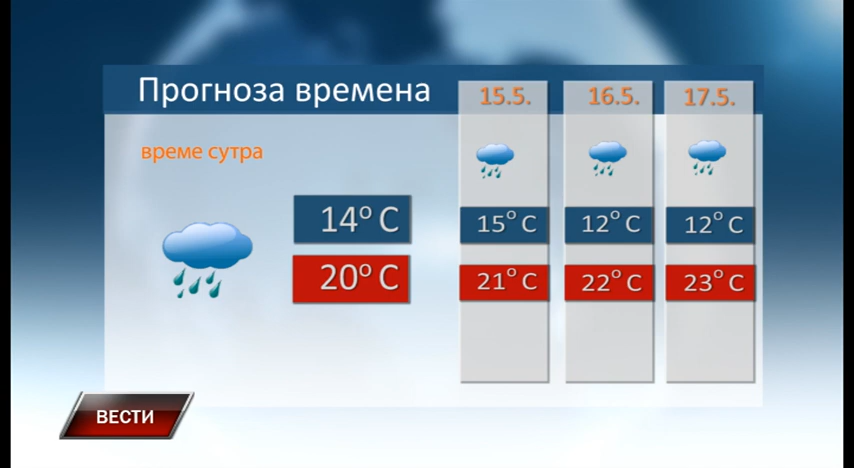 Прогноза времена
време сутра
14° C
20° C
15.5.
15° C
21° C
16.5.
12° C
22° C
17.5.
12° C
23° C
ВЕСТИ